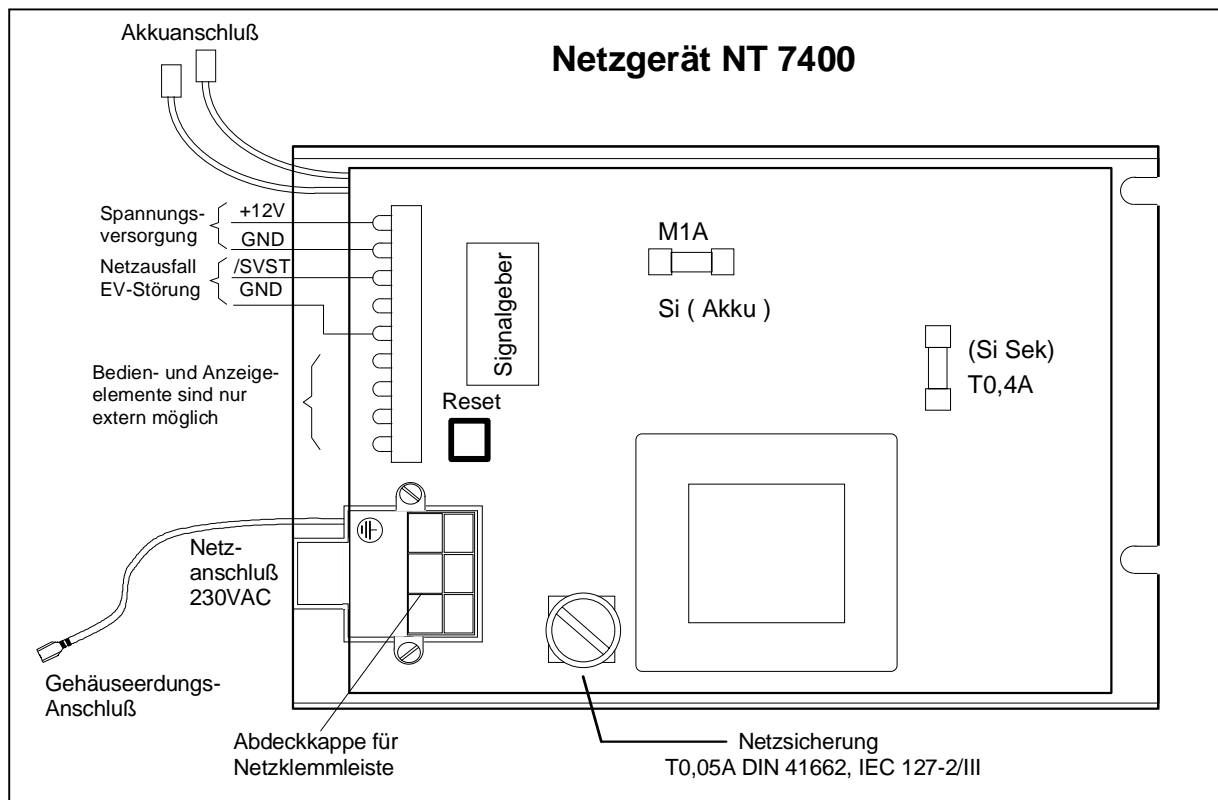 Akkuanschluß
Netzgerät NT 7400
Spannungs-
versorgung
+12V
GND
Netzausfall
EV-Störung
/SVST
GND
M1A
Si ( Akku )
Signalgeber
(Si Sek)
T0,4A
Bedien- und Anzeige-
elemente sind nur
extern möglich
Reset
Netz-
anschluß
230VAC
Gehäuseerdungs-
Anschluß
Abdeckkappe für
Netzklemmleiste
Netzsicherung
T0,05A DIN 41662, IEC 127-2/III